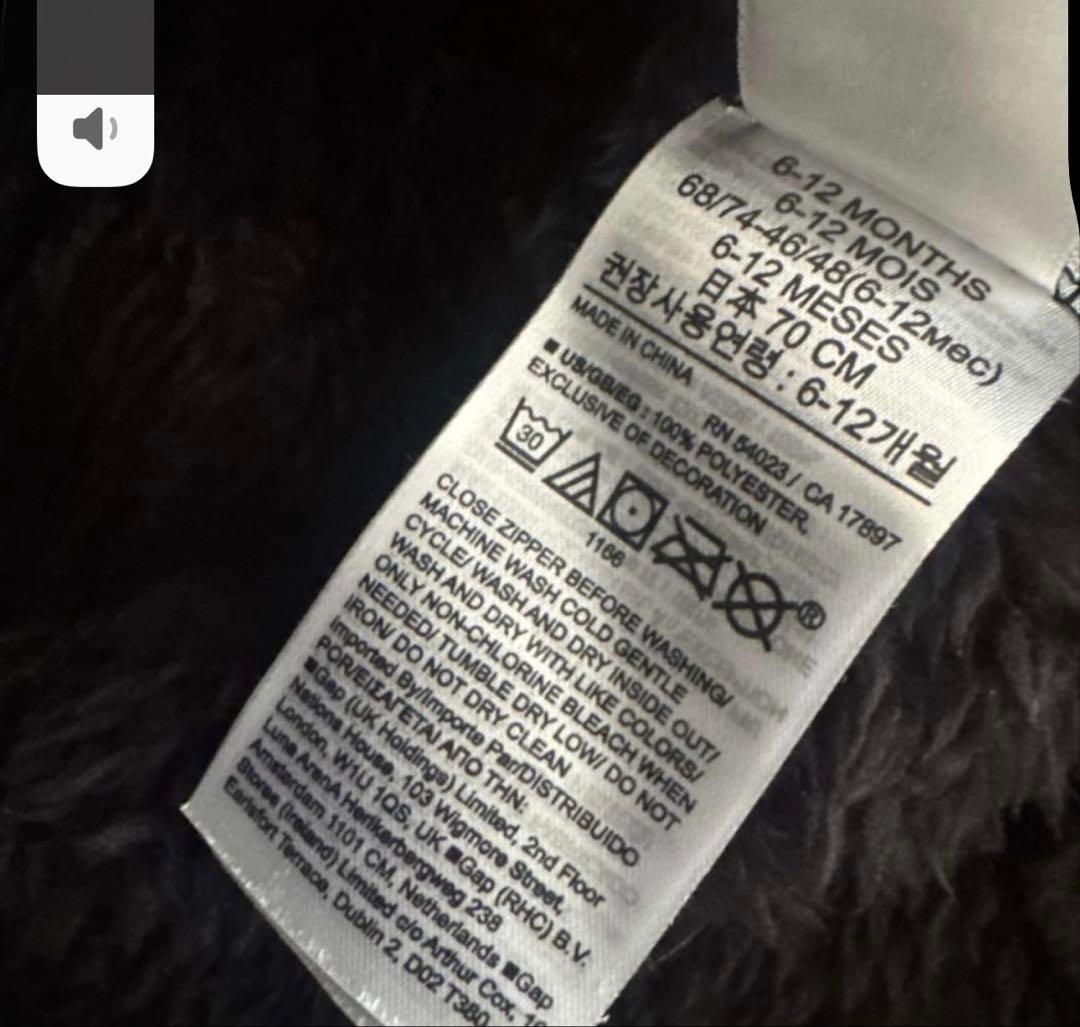 6-12 MONTHS
6-12 MOIS
68/74-46/48(6-12мес)
6-12 MESES
日本 70 CM
권장사용연령 : 6-12개월
MADE IN CHINA RN 54023 / CA 17897
■ US/GB/EG : 100% POLYESTER.
EXCLUSIVE OF DECORATION
30
1166
®
CLOSE ZIPPER BEFORE WASHING/
MACHINE WASH COLD GENTLE
CYCLE/ WASH AND DRY INSIDE OUT/
WASH AND DRY WITH LIKE COLORS/
ONLY NON-CHLORINE BLEACH WHEN
NEEDED/ TUMBLE DRY LOW/ DO NOT
IRON/ DO NOT DRY CLEAN
Imported By/Importe Par/DISTRIBUIDO
POR/ΕΙΣΑΓΕΤΑΙ ΑΠΟ ΤΗΝ:
■Gap (UK Holdings) Limited, 2nd Floor
Nations House, 103 Wigmore Street,
London, W1U 1QS, UK ■Gap (RHC) B.V.
Luna ArenA Herikerbergweg 238
Amsterdam 1101 CM, Netherlands ■Gap
Stores (Ireland) Limited c/o Arthur Cox,
Earlsfort Terrace, Dublin 2, D02 T380